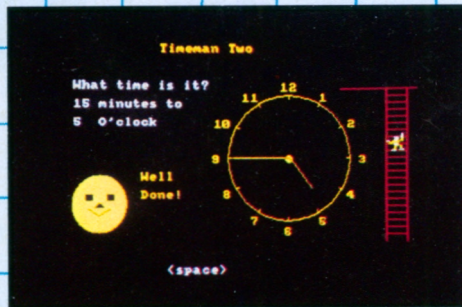 Timeman Two
What time is it?
15 minutes to
5 O'clock
Well
Done!
12
1
2
3
4
5
6
7
8
9
10
11
<space>